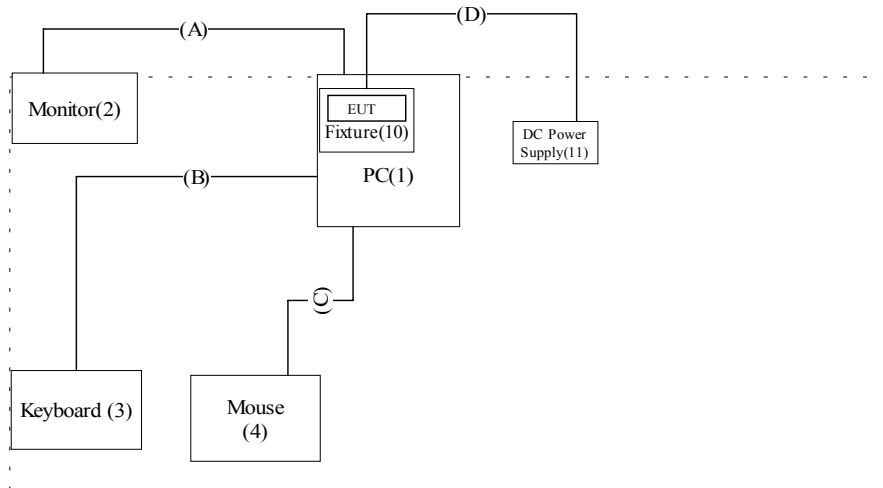 (A)
(D)
Monitor(2)
EUT
Fixture(10)
DC Power
Supply(11)
PC(1)
(B)
(C)
Keyboard (3)
Mouse
(4)